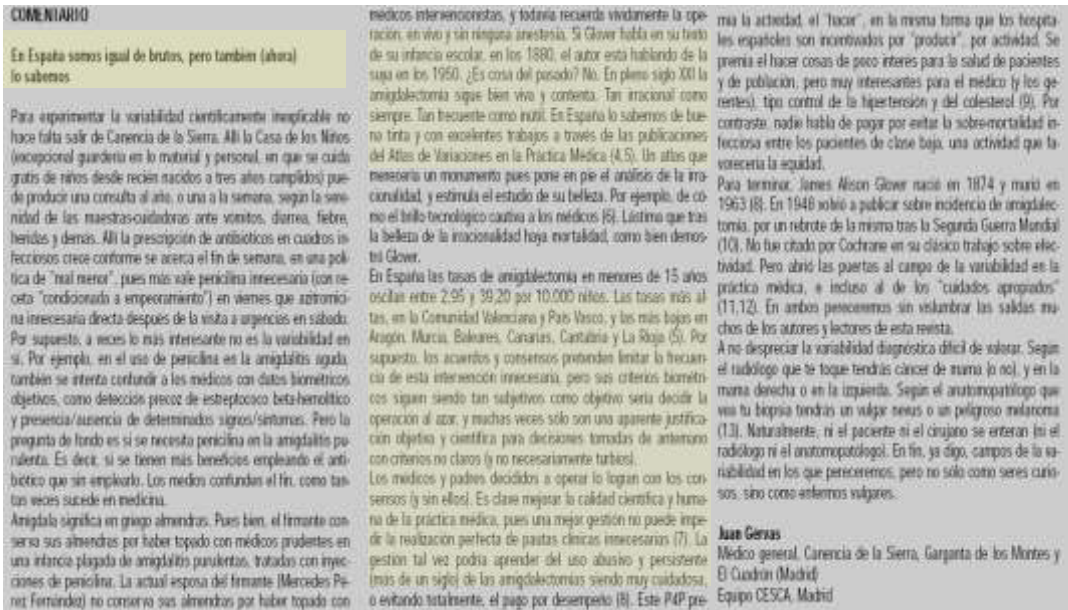 COMENTARIO
En España somos igual de brutos, pero también (ahora)
lo sabemos
Para experimentar la variabilidad científicamente inexplicable no
hace falta salir de Canencia de la Sierra. Allí la Casa de los Niños
(excepcional guardería en lo material y personal, en que se cuida
gratis de niños desde recién nacidos a tres años cumplidos) pue-
de producir una consulta al año, o una a la semana, según la sere-
nidad de las maestras-cuidadoras ante vómitos, diarrea, fiebre,
heridas y demás. Allí la prescripción de antibióticos en cuadros in-
fecciosos crece conforme se acerca el fin de semana, en una polí-
tica de "mal menor", pues más vale penicilina innecesaria (con re-
ceta "condicionada a empeoramiento") en viernes que azitromici-
na innecesaria directa después de la visita a urgencias en sábado.
Por supuesto, a veces lo más interesante no es la variabilidad en
sí. Por ejemplo, en el uso de penicilina en la amigdalitis aguda,
también se intenta confundir a los médicos con datos biométricos
objetivos, como detección precoz de estreptococo beta-hemolítico
y presencia/ausencia de determinados signos/síntomas. Pero la
pregunta de fondo es si se necesita penicilina en la amigdalitis pu-
rulenta. Es decir, si se tienen más beneficios empleando el anti-
biótico que sin emplearlo. Los medios confunden el fin, como tan-
tas veces sucede en medicina.
Amígdala significa en griego almendras. Pues bien, el firmante con-
serva sus almendras por haber topado con médicos prudentes en
una infancia plagada de amigdalitis purulentas, tratadas con inyec-
ciones de penicilina. La actual esposa del firmante (Mercedes Pé-
rez Fernández) no conserva sus almendras por haber topado con
médicos intervencionistas, y todavía recuerda vívidamente la ope-
ración, en vivo y sin ninguna anestesia. Si Glover habla en su texto
de su infancia escolar, en los 1880, el autor está hablando de la
suya en los 1950. ¿Es cosa del pasado? No. En pleno siglo XXI la
amigdalectomía sigue bien viva y contenta. Tan irracional como
siempre. Tan frecuente como inútil. En España lo sabemos de bue-
na tinta y con excelentes trabajos a través de las publicaciones
del Atlas de Variaciones en la Práctica Médica (4,5). Un atlas que
merecería un monumento pues pone en pie el análisis de la irra-
cionalidad, y estimula el estudio de su belleza. Por ejemplo, de có-
mo el brillo tecnológico cautiva a los médicos (6). Lástima que tras
la belleza de la irracionalidad haya mortalidad, como bien demos-
tró Glover.
En España las tasas de amigdalectomía en menores de 15 años
oscilan entre 2,95 y 39,20 por 10.000 niños. Las tasas más al-
tas, en la Comunidad Valenciana y País Vasco, y las más bajas en
Aragón, Murcia, Baleares, Canarias, Cantabria y La Rioja (5). Por
supuesto, los acuerdos y consensos pretenden limitar la frecuen-
cia de esta intervención innecesaria, pero sus criterios biométri-
cos siguen siendo tan subjetivos como objetivo sería decidir la
operación al azar, y muchas veces sólo son una aparente justifica-
ción objetiva y científica para decisiones tomadas de antemano
con criterios no claros (y no necesariamente turbios).
Los médicos y padres decididos a operar lo logran con los con-
sensos (y sin ellos). Es clave mejorar la calidad científica y huma-
na de la práctica médica, pues una mejor gestión no puede impe-
dir la realización perfecta de pautas clínicas innecesarias (7). La
gestión tal vez podría aprender del uso abusivo y persistente
(más de un siglo) de las amigdalectomías siendo muy cuidadosa,
o evitando totalmente, el pago por desempeño (8). Este P4P pre-
mia la actividad, el "hacer", en la misma forma que los hospita-
les españoles son incentivados por "producir", por actividad. Se
premia el hacer cosas de poco interés para la salud de pacientes
y de población, pero muy interesantes para el médico (y los ge-
rentes), tipo control de la hipertensión y del colesterol (9). Por
contraste, nadie habla de pagar por evitar la sobre-mortalidad in-
fecciosa entre los pacientes de clase baja, una actividad que fa-
vorecería la equidad.
Para terminar, James Alison Glover nació en 1874 y murió en
1963 (8). En 1948 volvió a publicar sobre incidencia de amigdalec-
tomía, por un rebrote de la misma tras la Segunda Guerra Mundial
(10). No fue citado por Cochrane en su clásico trabajo sobre efec-
tividad. Pero abrió las puertas al campo de la variabilidad en la
práctica médica, e incluso al de los "cuidados apropiados"
(11,12). En ambos pereceremos sin vislumbrar las salidas mu-
chos de los autores y lectores de esta revista.
A no despreciar la variabilidad diagnóstica difícil de valorar. Según
el radiólogo que te toque tendrás cáncer de mama (o no), y en la
mama derecha o en la izquierda. Según el anatomopatólogo que
vea tu biopsia tendrás un vulgar nevus o un peligroso melanoma
(13). Naturalmente, ni el paciente ni el cirujano se enteran (ni el
radiólogo ni el anatomopatólogo). En fin, ya digo, campos de la va-
riabilidad en los que pereceremos, pero no sólo como seres curio-
sos, sino como enfermos vulgares.
Juan Gérvas
Médico general, Canencia de la Sierra, Garganta de los Montes y
El Cuadrón (Madrid)
Equipo CESCA, Madrid